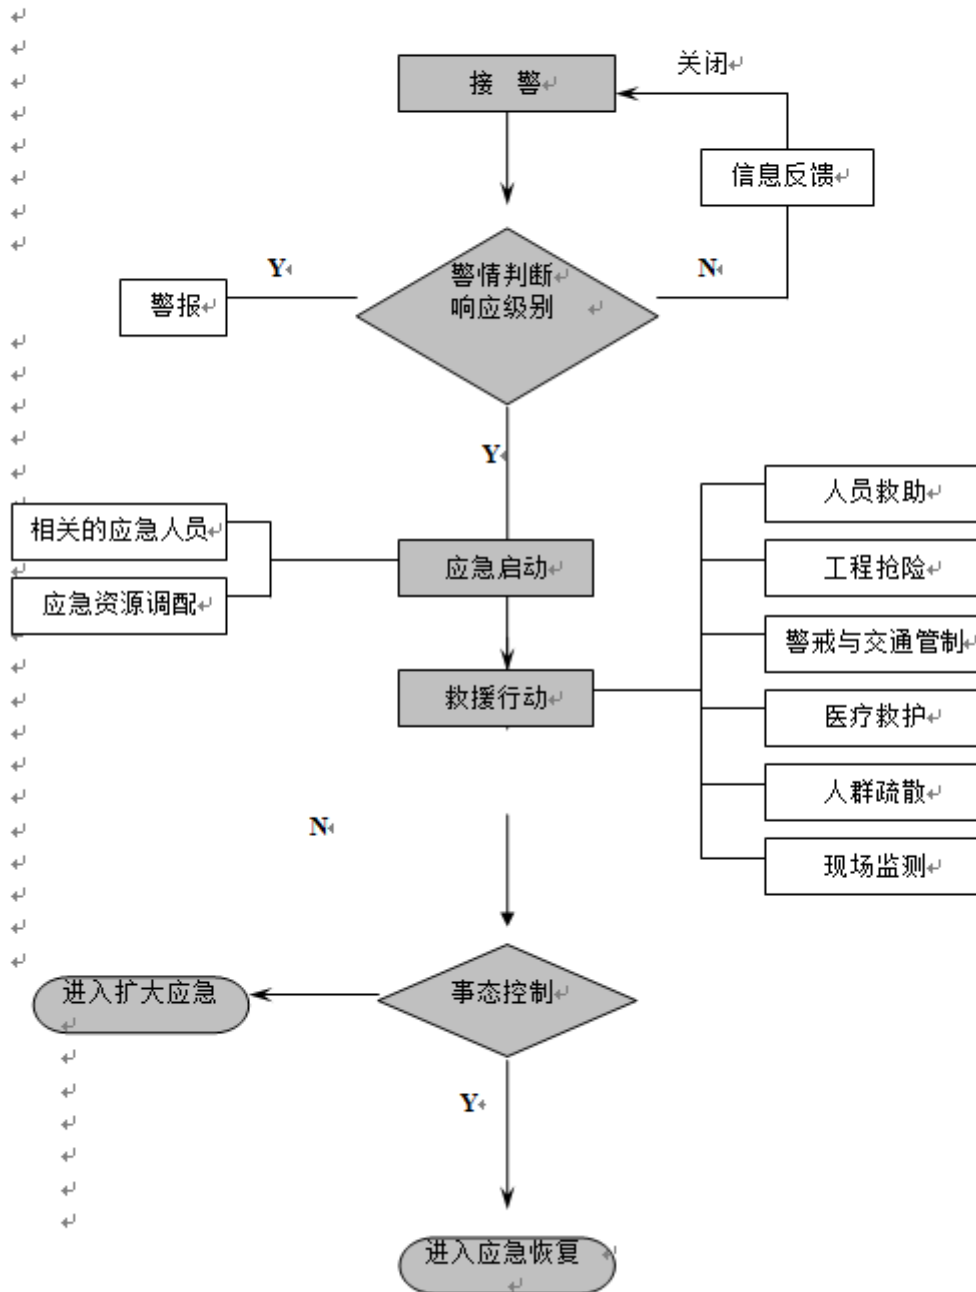 关闭
接 警
信息反馈
Y
N
警情判断
响应级别
警报
Y
人员救助
相关的应急人员
应急启动
工程抢险
应急资源调配
警戒与交通管制
救援行动
医疗救护
人群疏散
N
现场监测
进入扩大应急
事态控制
Y
进入应急恢复